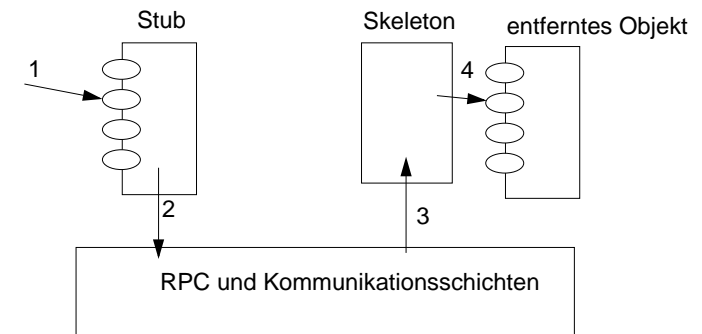 Stub
Skeleton
entferntes Objekt
1
4
2
3
RPC und Kommunikationsschichten